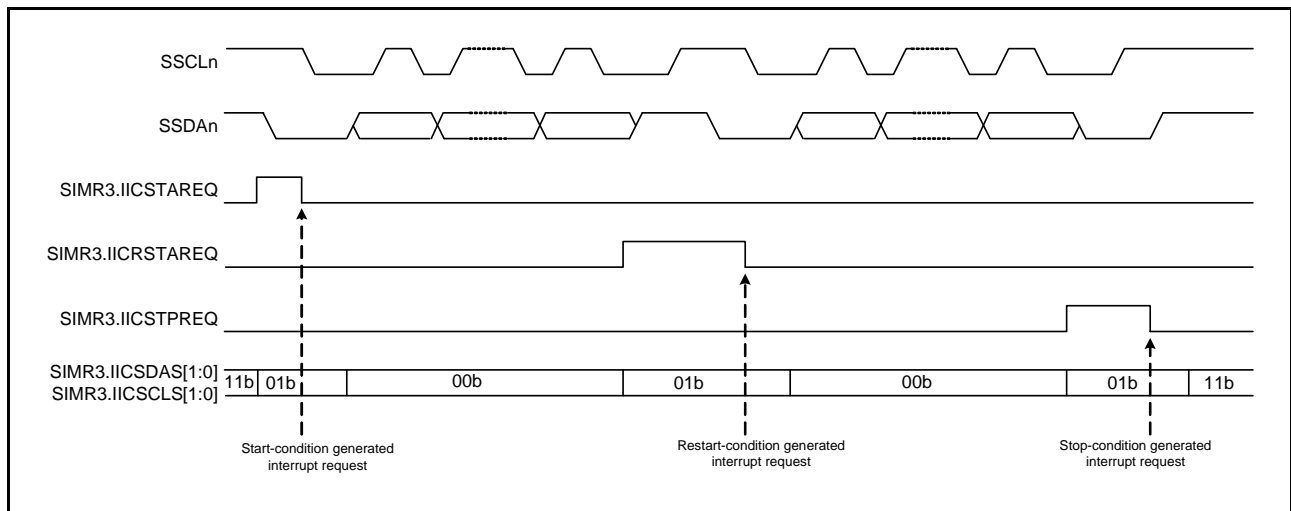 SSCLn
SSDAn
SIMR3.IICSTAREQ
SIMR3.IICRSTAREQ
SIMR3.IICSTPREQ
SIMR3.IICSDAS[1:0]
SIMR3.IICSCLS[1:0]
11b 01b 00b 01b 00b 01b 11b
Start-condition generated
interrupt request
Restart-condition generated
interrupt request
Stop-condition generated
interrupt request